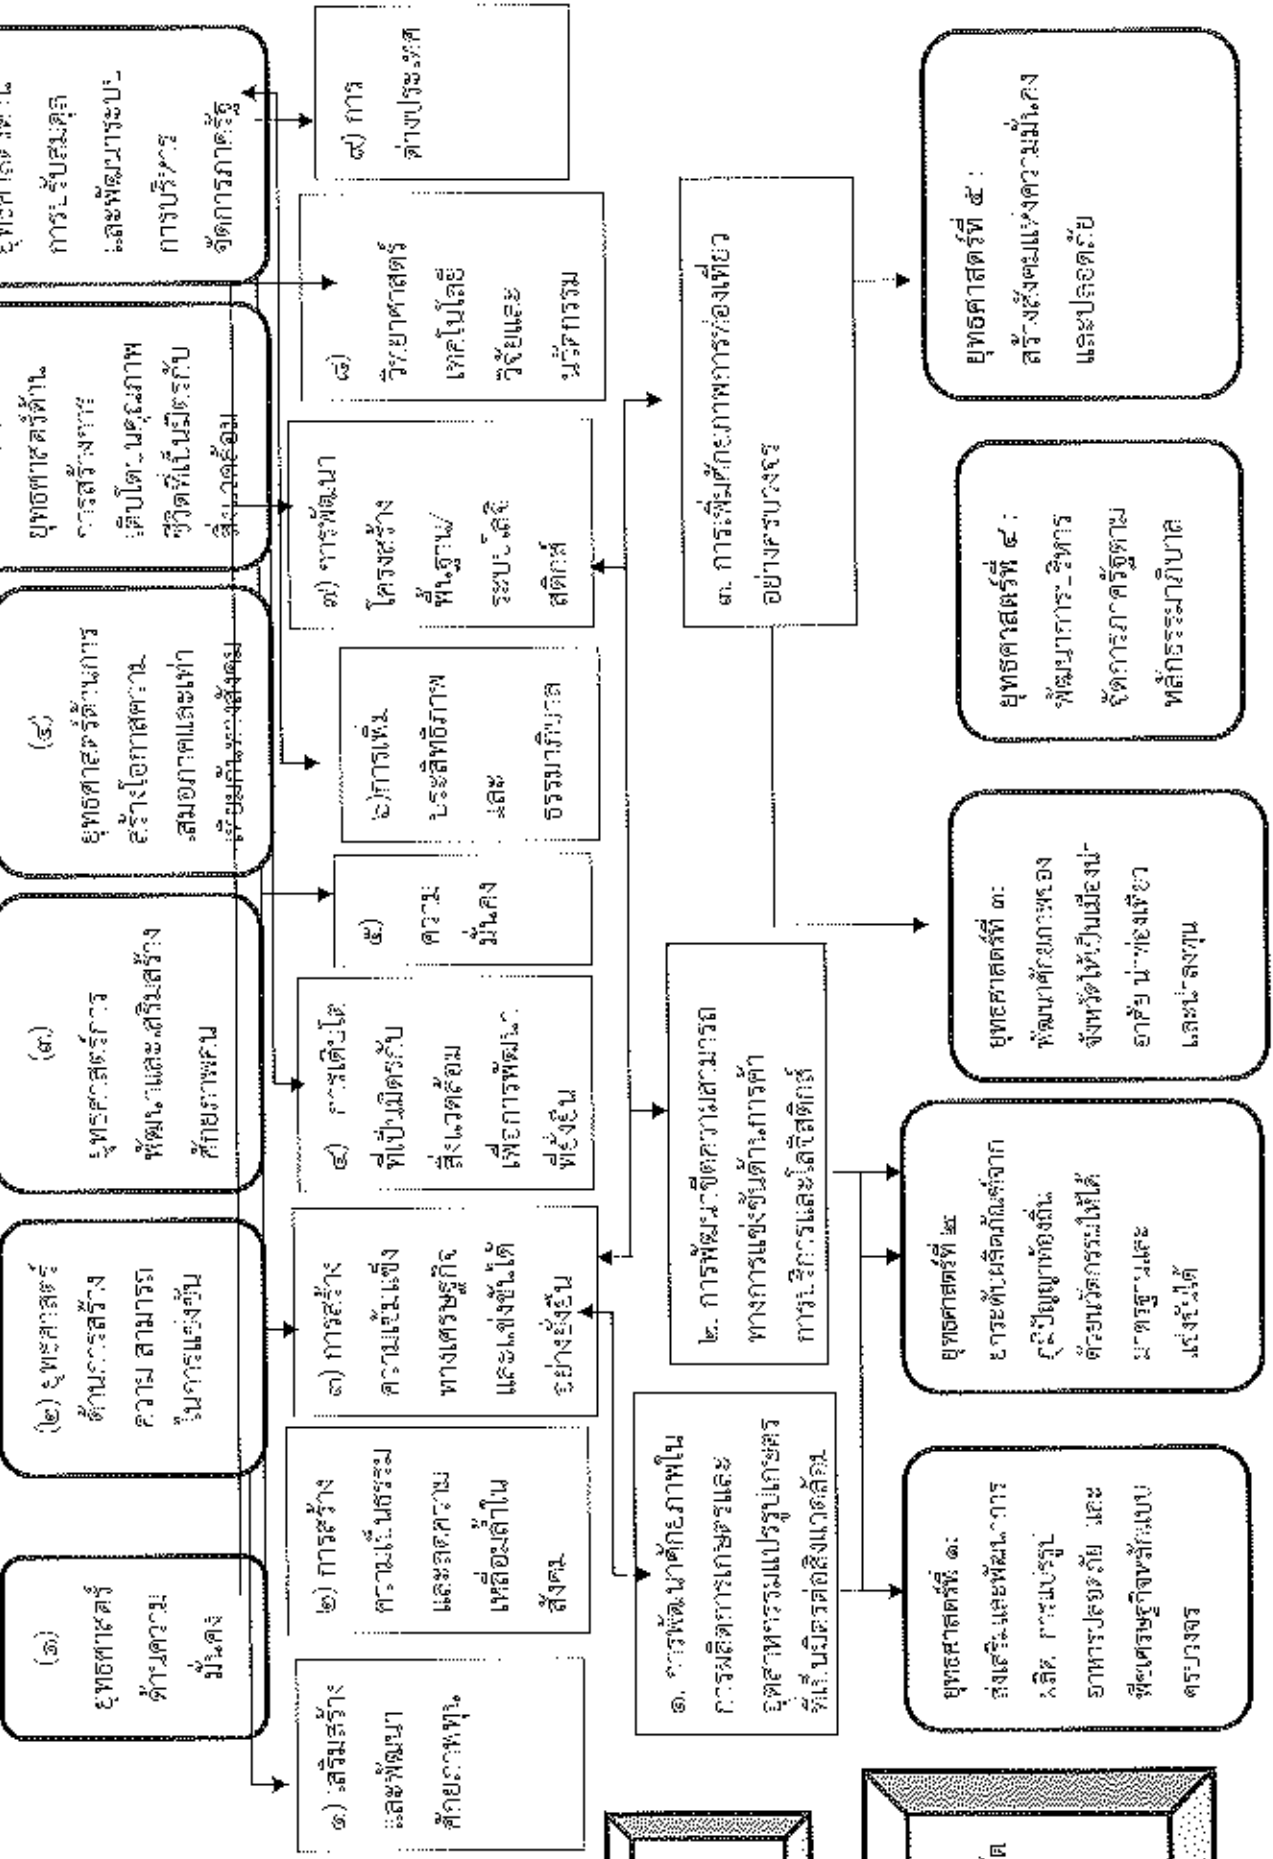 (๑)
ยุทธศาสตร์
ด้านความ
มั่นคง
(๒) ยุทธศาสตร์
ด้านการสร้าง
ความ สามารถ
ในการแข่งขัน
(๓)
ยุทธศาสตร์การ
พัฒนาและเสริมสร้าง
ศักยภาพคน
(๔)
ยุทธศาสตร์ด้านการ
สร้างโอกาสความ
เสมอภาคและเท่า
เทียมกันทางสังคม
ยุทธศาสตร์ด้าน
การสร้างการ
เติบโตบนคุณภาพ
ชีวิตที่เป็นมิตรกับ
สิ่งแวดล้อม
ยุทธศาสตร์ด้าน
การปรับสมดุล
และพัฒนาระบบ
การบริหาร
จัดการภาครัฐ
๑) เสริมสร้าง
และพัฒนา
ศักยภาพทุน
๒) การสร้าง
ความเป็นธรรม
และลดความ
เหลื่อมล้ำใน
สังคม
๓) การสร้าง
ความเข้มแข็ง
ทางเศรษฐกิจ
และแข่งขันได้
อย่างยั่งยืน
๔) การเติบโต
ที่เป็นมิตรกับ
สิ่งแวดล้อม
เพื่อการพัฒนา
ที่ยั่งยืน
๕)
ความ
มั่นคง
๖)การเพิ่ม
ประสิทธิภาพ
และ
ธรรมาภิบาล
๗) การพัฒนา
โครงสร้าง
พื้นฐาน/
ระบบโลจิ
สติกส์
๘)
วิทยาศาสตร์
เทคโนโลยี
วิจัยและ
นวัตกรรม
๙) การ
ต่างประเทศ
๑. การพัฒนาศักยภาพใน
การผลิตการเกษตรและ
อุตสาหกรรมแปรรูปเกษตร
ที่เป็นมิตรต่อสิ่งแวดล้อม
๒. การพัฒนาขีดความสามารถ
ทางการแข่งขันด้านการค้า
การบริการและโลจิสติกส์
๓. การเพิ่มศักยภาพการท่องเที่ยว
อย่างครบวงจร
ยุทธศาสตร์ที่ ๑:
ส่งเสริมและพัฒนาการ
ผลิต การแปรรูป
อาหารปลอดภัย และ
พืชเศรษฐกิจหลักแบบ
ครบวงจร
ยุทธศาสตร์ที่ ๒:
ยกระดับผลิตภัณฑ์จาก
ภูมิปัญญาท้องถิ่น
ด้วยนวัตกรรมให้ได้
มาตรฐานและ
แข่งขันได้
ยุทธศาสตร์ที่ ๓:
พัฒนาศักยภาพของ
จังหวัดให้เป็นเมืองน่า
อาศัย น่าท่องเที่ยว
และน่าลงทุน
ยุทธศาสตร์ที่ ๔ :
พัฒนาการบริหาร
จัดการภาครัฐตาม
หลักธรรมาภิบาล
ยุทธศาสตร์ที่ ๕ :
สร้างสังคมแห่งความมั่นคง
และปลอดภัย